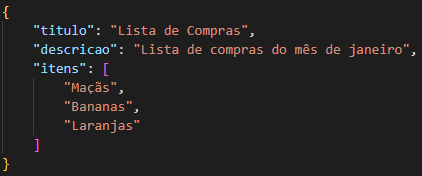 {
"titulo": "Lista de Compras",
"descricao": "Lista de compras do mês de janeiro",
"itens": [
"Maçãs",
"Bananas",
"Laranjas"
]
}